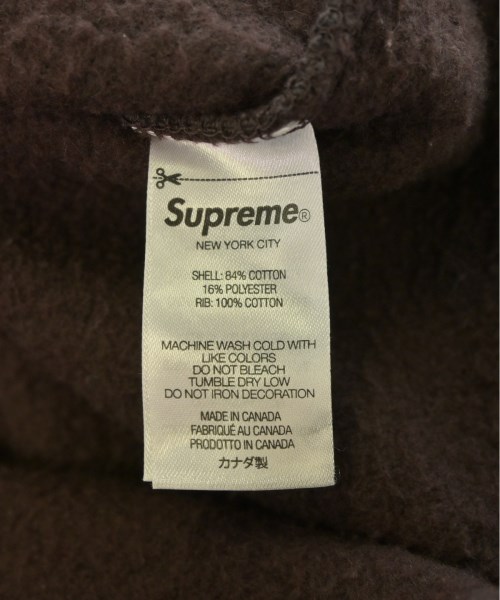 Supreme®
NEW YORK CITY
SHELL: 84% COTTON
16% POLYESTER
RIB: 100% COTTON
MACHINE WASH COLD WITH
LIKE COLORS
DO NOT BLEACH
TUMBLE DRY LOW
DO NOT IRON DECORATION
MADE IN CANADA
FABRIQUÉ AU CANADA
PRODOTTO IN CANADA
カナダ製